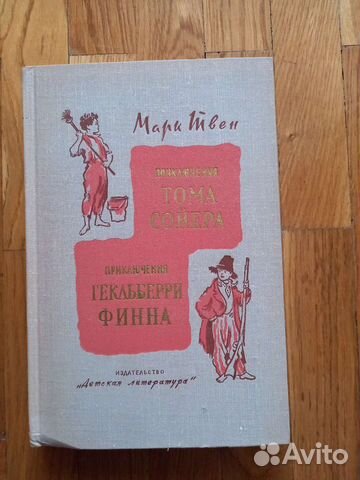 Марк Твен
ПРИКЛЮЧЕНИЯ
ТОМА
СОЙЕРА
ПРИКЛЮЧЕНИЯ
ГЕКЛЬБЕРРИ
ФИННА
ИЗДАТЕЛЬСТВО
„Детская литература"
Avito